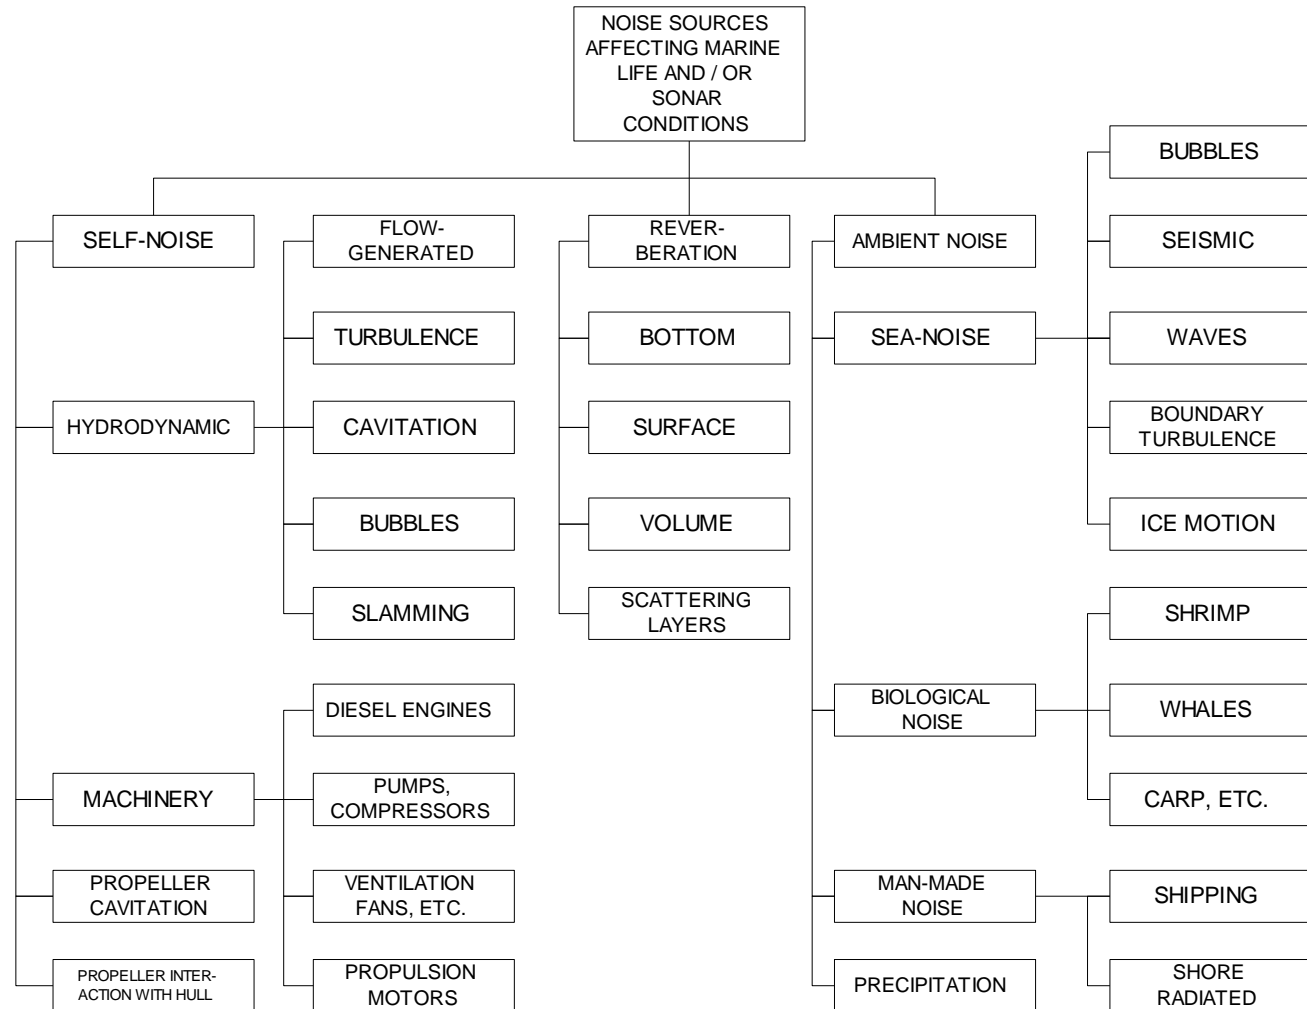 NOISE SOURCES
AFFECTING MARINE
LIFE AND / OR
SONAR
CONDITIONS
SELF-NOISE
HYDRODYNAMIC
FLOW-
GENERATED
TURBULENCE
CAVITATION
BUBBLES
SLAMMING
MACHINERY
DIESEL ENGINES
PUMPS,
COMPRESSORS
VENTILATION
FANS, ETC.
PROPULSION
MOTORS
PROPELLER
CAVITATION
PROPELLER INTER-
ACTION WITH HULL
REVER-
BERATION
BOTTOM
SURFACE
VOLUME
SCATTERING
LAYERS
AMBIENT NOISE
SEA-NOISE
BUBBLES
SEISMIC
WAVES
BOUNDARY
TURBULENCE
ICE MOTION
BIOLOGICAL
NOISE
SHRIMP
WHALES
CARP, ETC.
MAN-MADE
NOISE
SHIPPING
SHORE
RADIATED
PRECIPITATION